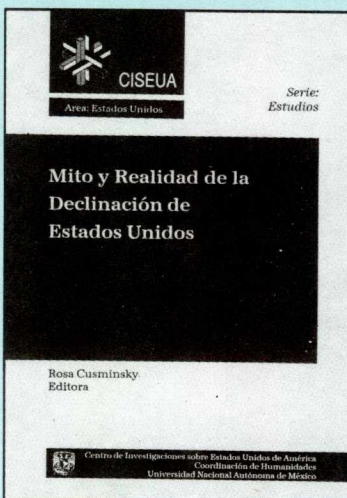 CISEUA
Area: Estados Unidos
Serie:
Estudios
Mito y Realidad de la
Declinación de
Estados Unidos
Rosa Cusminsky
Editora
Centro de Investigaciones sobre Estados Unidos de América
Coordinación de Humanidades
Universidad Nacional Autónoma de México